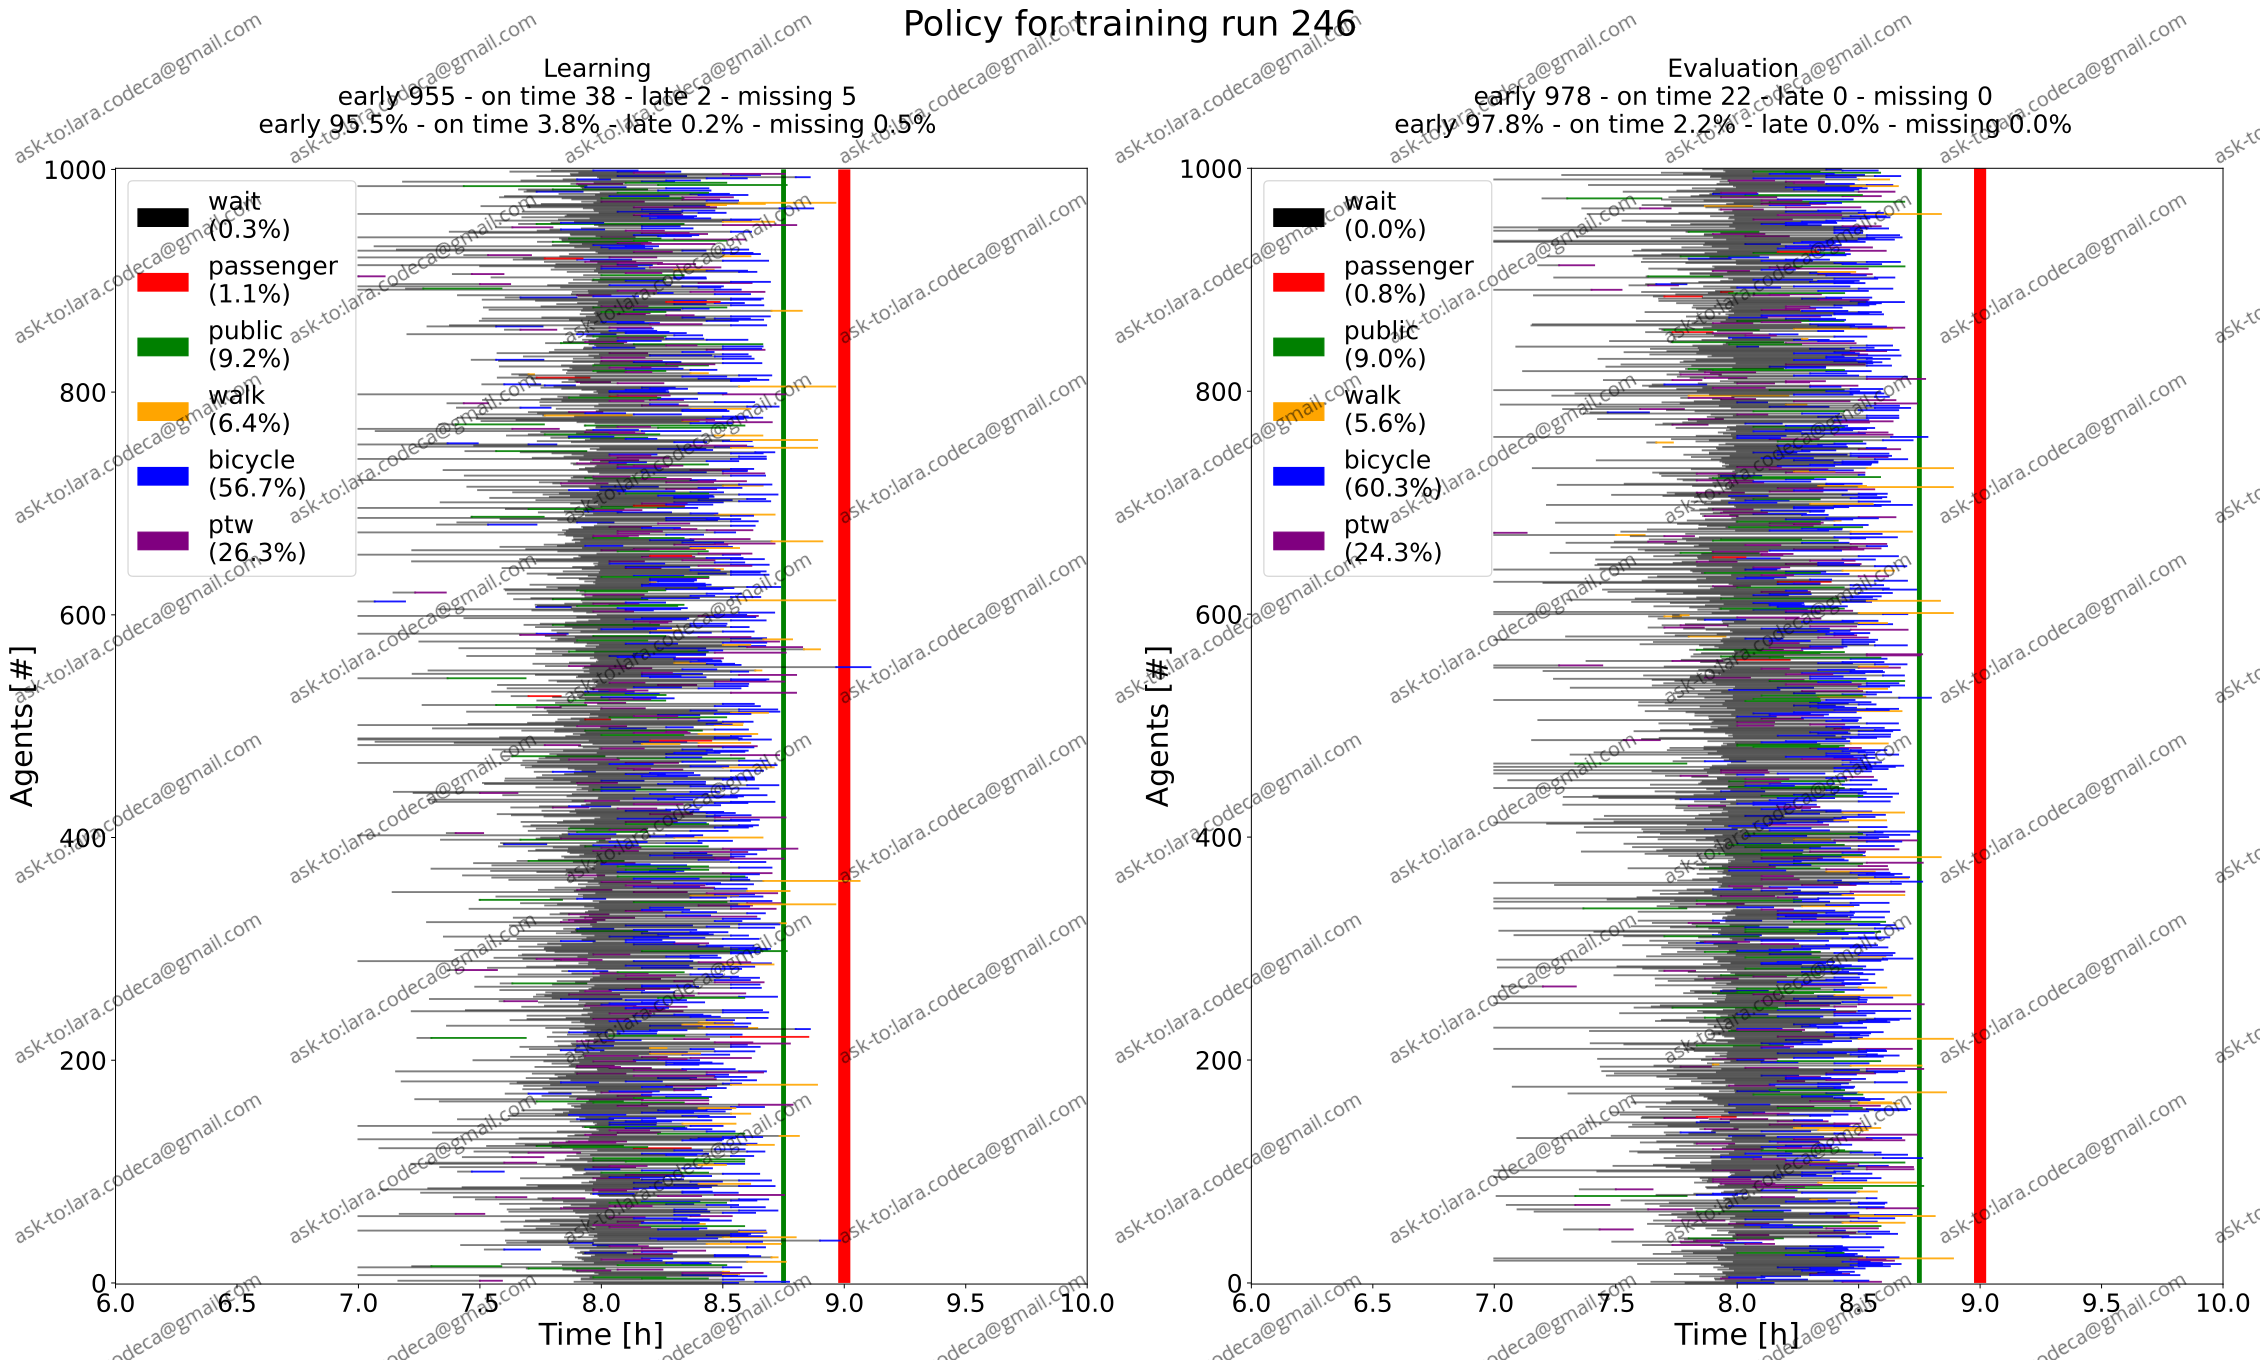 Policy for training run 246
Learning
early 955 - on time 38 - late 2 - missing 5
early 95.5% - on time 3.8% - late 0.2% - missing 0.5%
1000
800
600
400
200
0
Agents [#]
wait
(0.3%)
passenger
(1.1%)
public
(9.2%)
walk
(6.4%)
bicycle
(56.7%)
ptw
(26.3%)
6.0 6.5 7.0 7.5 8.0 8.5 9.0 9.5 10.0
Time [h]
Evaluation
early 978 - on time 22 - late 0 - missing 0
early 97.8% - on time 2.2% - late 0.0% - missing 0.0%
1000
800
600
400
200
0
Agents [#]
wait
(0.0%)
passenger
(0.8%)
public
(9.0%)
walk
(5.6%)
bicycle
(60.3%)
ptw
(24.3%)
6.0 6.5 7.0 7.5 8.0 8.5 9.0 9.5 10.0
Time [h]
ask-to:lara.codeca@gmail.com